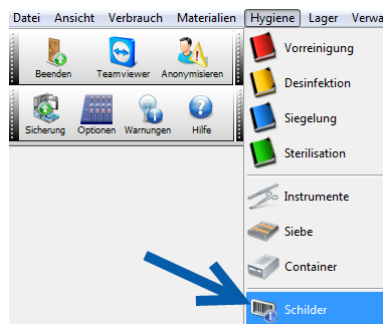 Datei Ansicht Verbrauch Materialien Hygiene Lager Verwa
Beenden Teamviewer Anonymisieren
Sicherung Optionen Warnungen Hilfe
Vorreinigung
Desinfektion
Siegelung
Sterilisation
Instrumente
Siebe
Container
Schilder